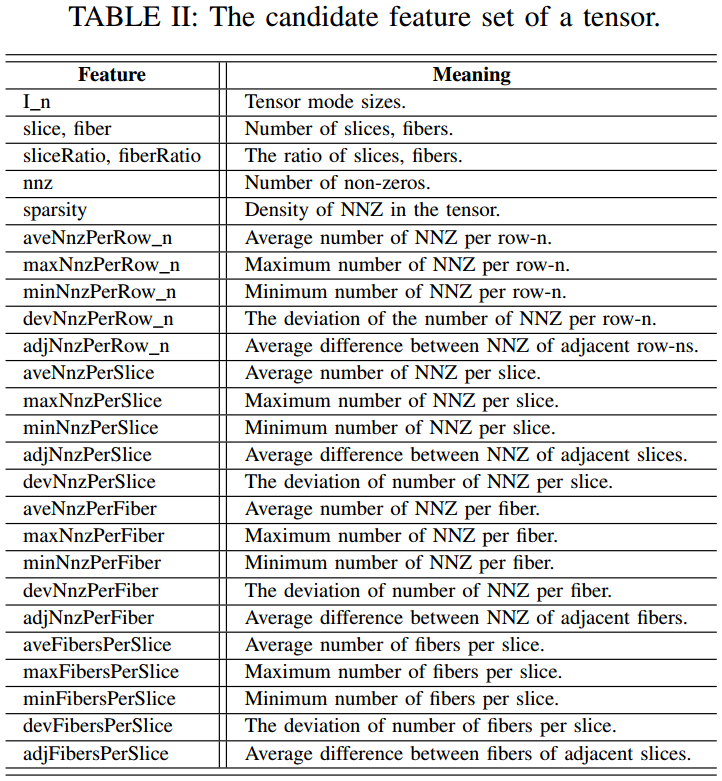 TABLE II: The candidate feature set of a tensor.
Feature Meaning
I_n Tensor mode sizes.
slice, fiber Number of slices, fibers.
sliceRatio, fiberRatio The ratio of slices, fibers.
nnz Number of non-zeros.
sparsity Density of NNZ in the tensor.
aveNnzPerRow_n Average number of NNZ per row-n.
maxNnzPerRow_n Maximum number of NNZ per row-n.
minNnzPerRow_n Minimum number of NNZ per row-n.
devNnzPerRow_n The deviation of the number of NNZ per row-n.
adjNnzPerRow_n Average difference between NNZ of adjacent row-ns.
aveNnzPerSlice Average number of NNZ per slice.
maxNnzPerSlice Maximum number of NNZ per slice.
minNnzPerSlice Minimum number of NNZ per slice.
adjNnzPerSlice Average difference between NNZ of adjacent slices.
devNnzPerSlice The deviation of number of NNZ per slice.
aveNnzPerFiber Average number of NNZ per fiber.
maxNnzPerFiber Maximum number of NNZ per fiber.
minNnzPerFiber Minimum number of NNZ per fiber.
devNnzPerFiber The deviation of number of NNZ per fiber.
adjNnzPerFiber Average difference between NNZ of adjacent fibers.
aveFibersPerSlice Average number of fibers per slice.
maxFibersPerSlice Maximum number of fibers per slice.
minFibersPerSlice Minimum number of fibers per slice.
devFibersPerSlice The deviation of number of fibers per slice.
adjFibersPerSlice Average difference between fibers of adjacent slices.